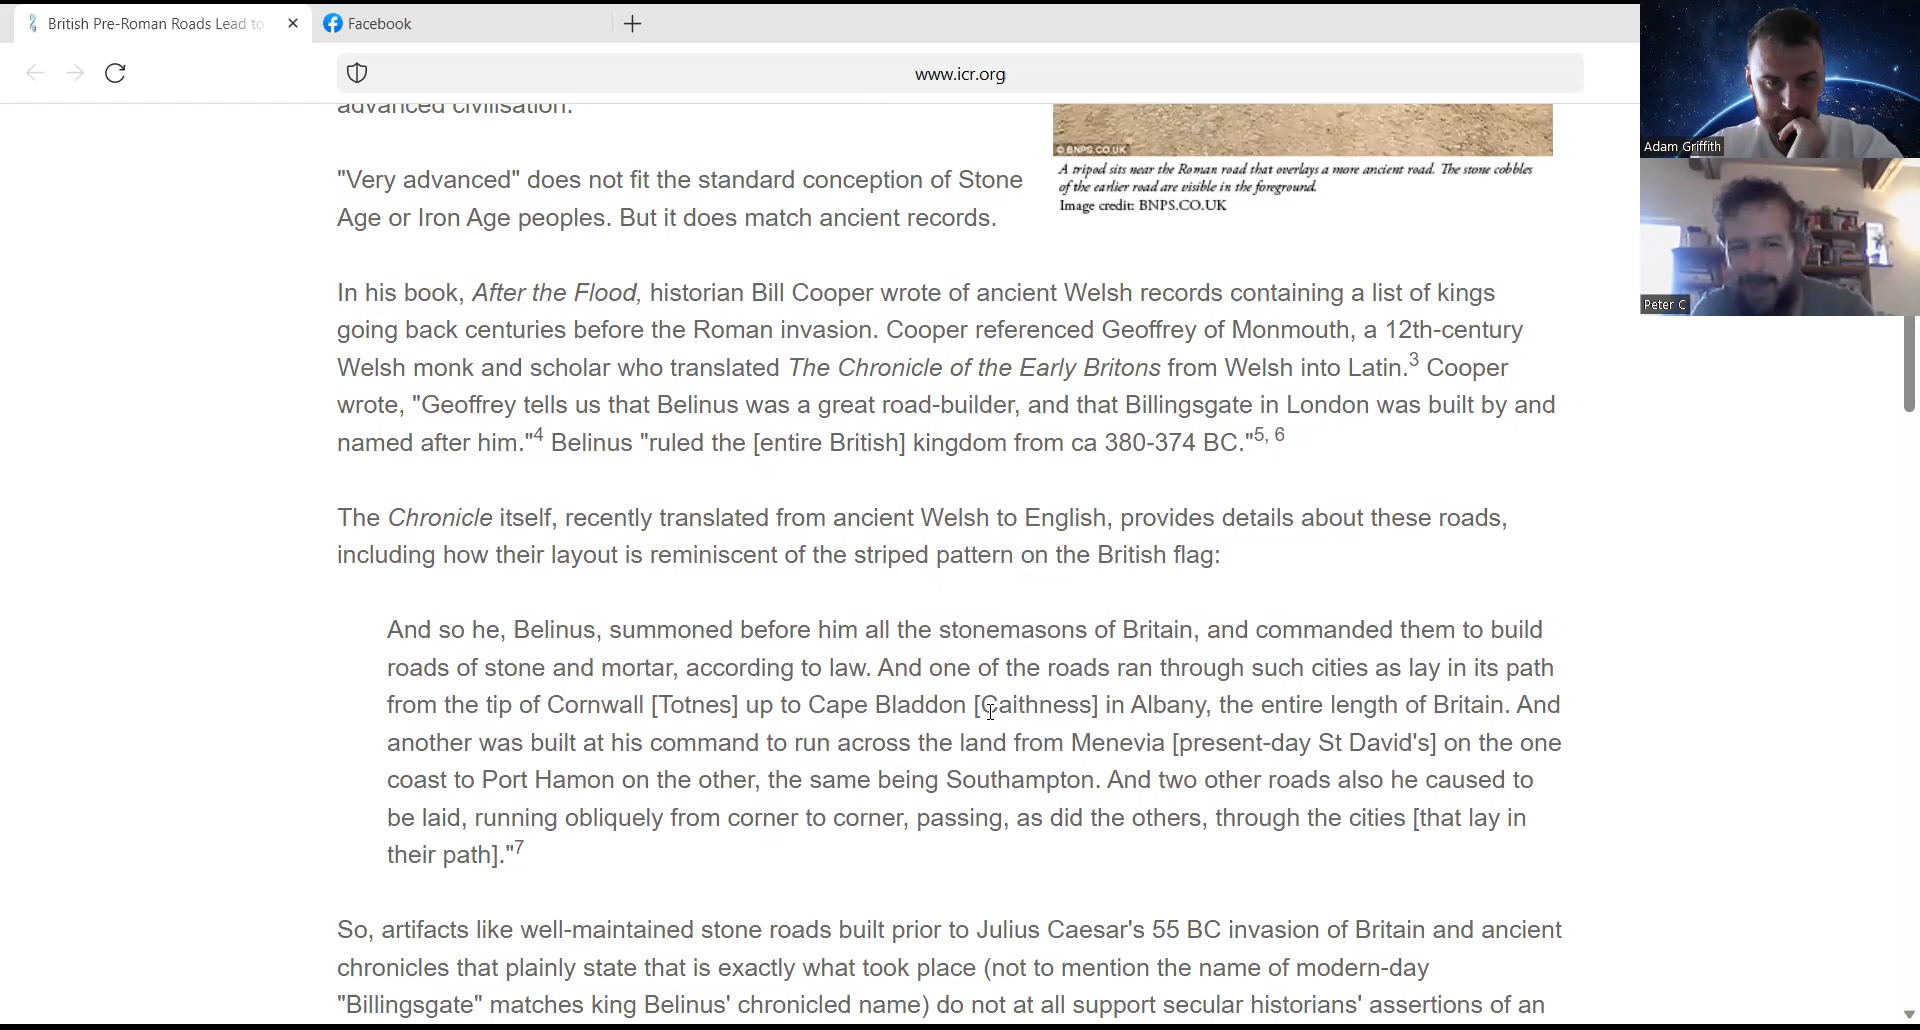 British Pre-Roman Roads Lead to
Facebook
www.icr.org
advanced civilisation.
© BNPS.CO.UK
A tripod sits near the Roman road that overlays a more ancient road. The stone cobbles
of the earlier road are visible in the foreground.
Image credit: BNPS.CO.UK
"Very advanced" does not fit the standard conception of Stone
Age or Iron Age peoples. But it does match ancient records.
In his book, After the Flood, historian Bill Cooper wrote of ancient Welsh records containing a list of kings
going back centuries before the Roman invasion. Cooper referenced Geoffrey of Monmouth, a 12th-century
Welsh monk and scholar who translated The Chronicle of the Early Britons from Welsh into Latin.3 Cooper
wrote, "Geoffrey tells us that Belinus was a great road-builder, and that Billingsgate in London was built by and
named after him."4 Belinus "ruled the [entire British] kingdom from ca 380-374 BC."5, 6
The Chronicle itself, recently translated from ancient Welsh to English, provides details about these roads,
including how their layout is reminiscent of the striped pattern on the British flag:
And so he, Belinus, summoned before him all the stonemasons of Britain, and commanded them to build
roads of stone and mortar, according to law. And one of the roads ran through such cities as lay in its path
from the tip of Cornwall [Totnes] up to Cape Bladdon [Caithness] in Albany, the entire length of Britain. And
another was built at his command to run across the land from Menevia [present-day St David's] on the one
coast to Port Hamon on the other, the same being Southampton. And two other roads also he caused to
be laid, running obliquely from corner to corner, passing, as did the others, through the cities [that lay in
their path]."7
So, artifacts like well-maintained stone roads built prior to Julius Caesar's 55 BC invasion of Britain and ancient
chronicles that plainly state that is exactly what took place (not to mention the name of modern-day
"Billingsgate" matches king Belinus' chronicled name) do not at all support secular historians' assertions of an
Adam Griffith
Peter C